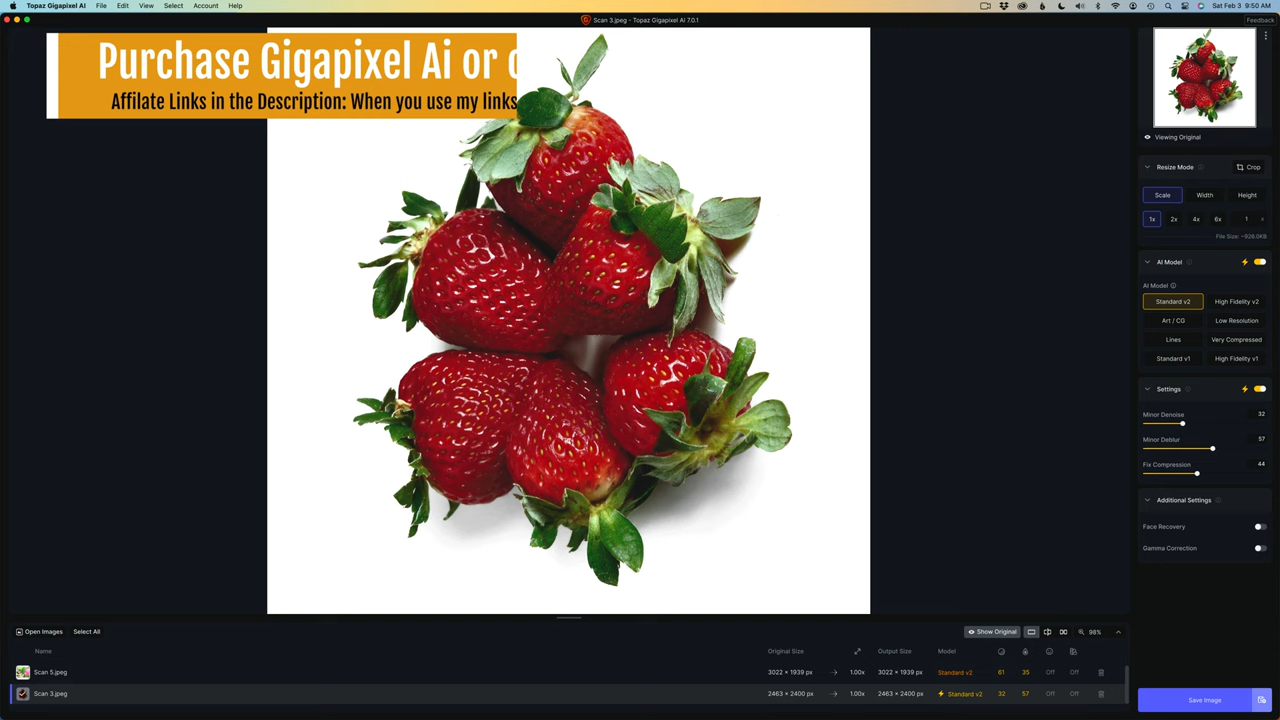 Topaz Gigapixel AI File Edit View Select Account Help
Sat Feb 3 9:50 AM
Scan 3.jpeg - Topaz Gigapixel AI 7.0.1
Feedback
Purchase Gigapixel Ai or
Affilate Links in the Description: When you use my links
Viewing Original
Resize Mode Crop
Scale Width Height
1x 2x 4x 6x 1 x
File Size: ~926.0KB
AI Model
AI Model
Standard v2 High Fidelity v2
Art / CG Low Resolution
Lines Very Compressed
Standard v1 High Fidelity v1
Settings
Minor Denoise 32
Minor Deblur 57
Fix Compression 44
Additional Settings
Face Recovery
Gamma Correction
Open Images Select All Show Original 98%
Name Original Size Output Size Model
Scan 5.jpeg 3022 × 1939 px → 1.00x 3022 × 1939 px Standard v2 61 35 Off Off
Scan 3.jpeg 2463 × 2400 px → 1.00x 2463 × 2400 px Standard v2 32 57 Off Off
Save Image